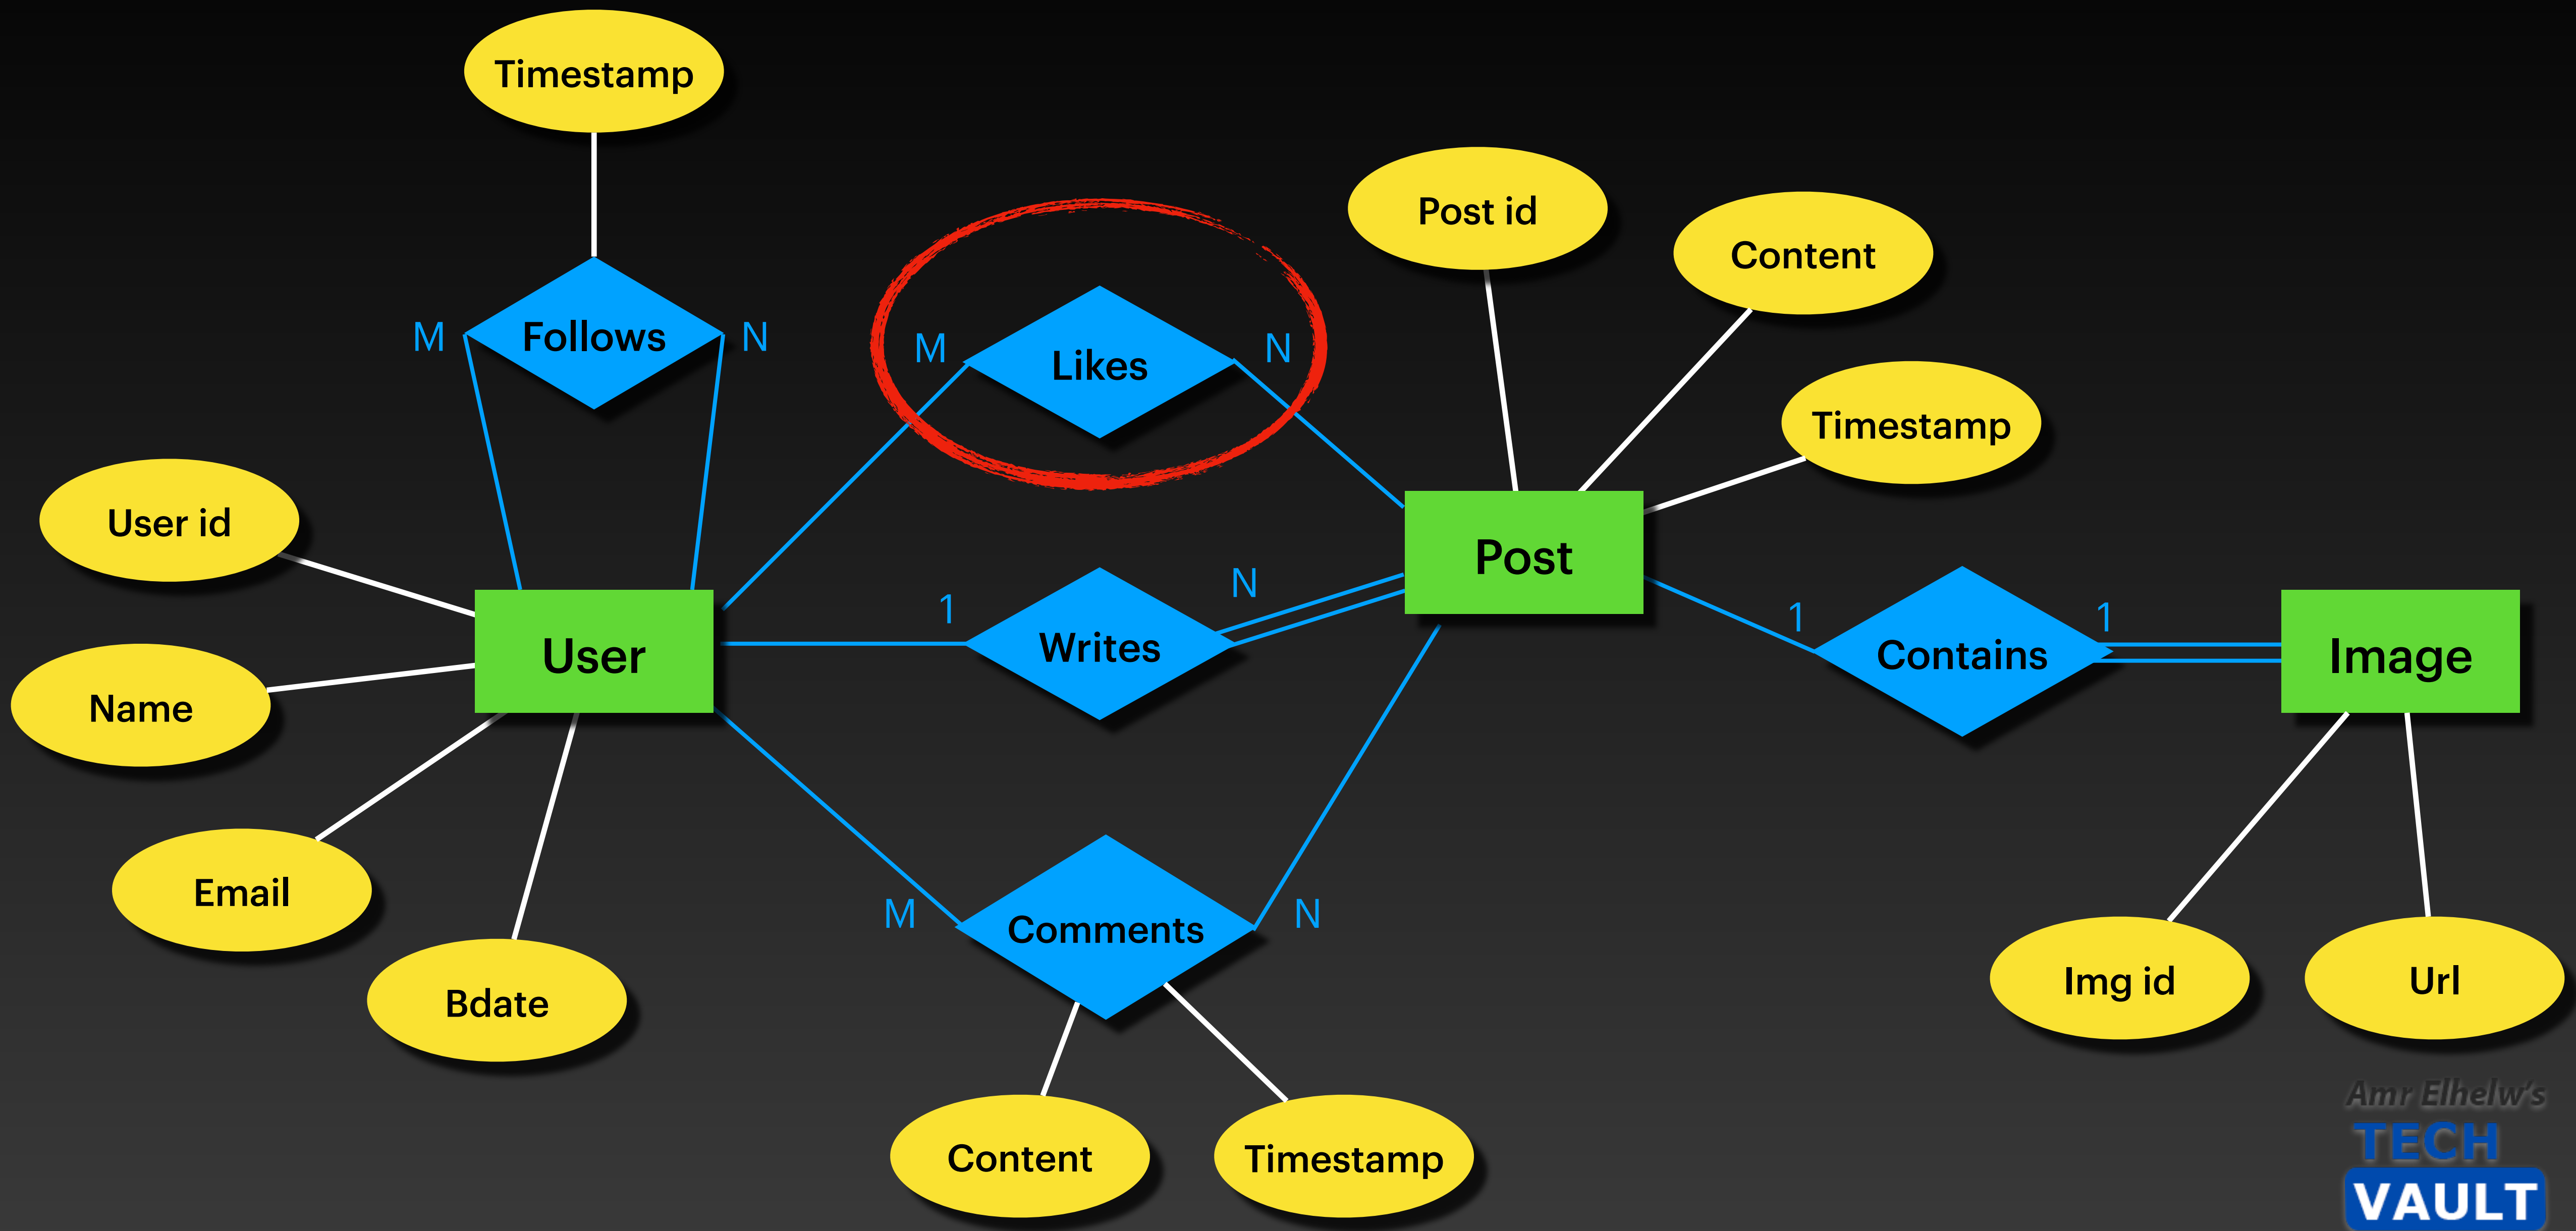 Timestamp
Post id
Content
M
Follows
N
M
Likes
N
Timestamp
User id
Post
N
1
Writes
User
Name
1
Contains
1
Image
Email
M
Comments
N
Bdate
Img id
Url
Content
Timestamp
Amr Elhelw's
TECH
VAULT